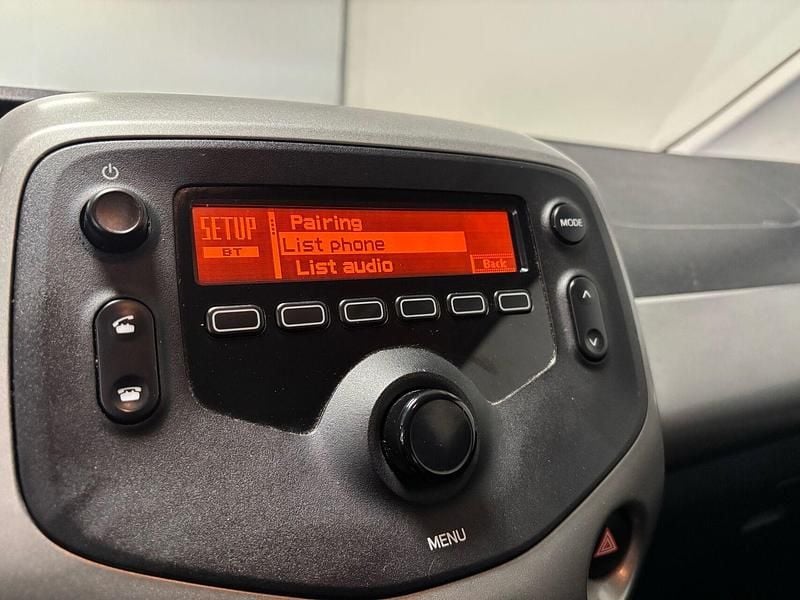 SETUP
BT
Pairing
List phone
List audio
Back
MODE
MENU